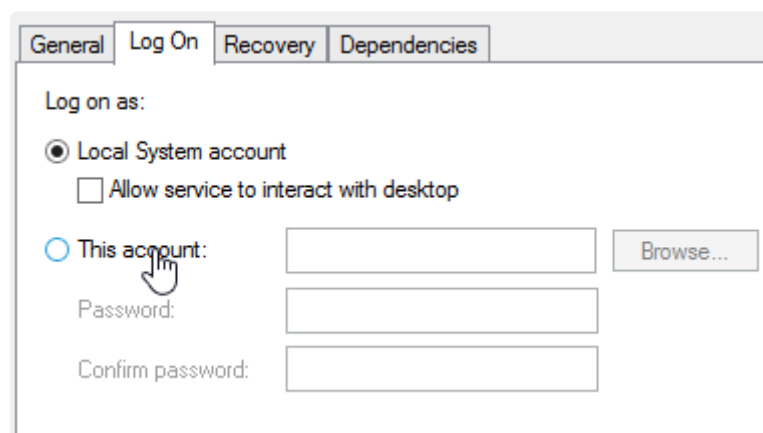 General Log On Recovery Dependencies
Log on as:
Local System account
Allow service to interact with desktop
This account: Browse...
Password:
Confirm password: